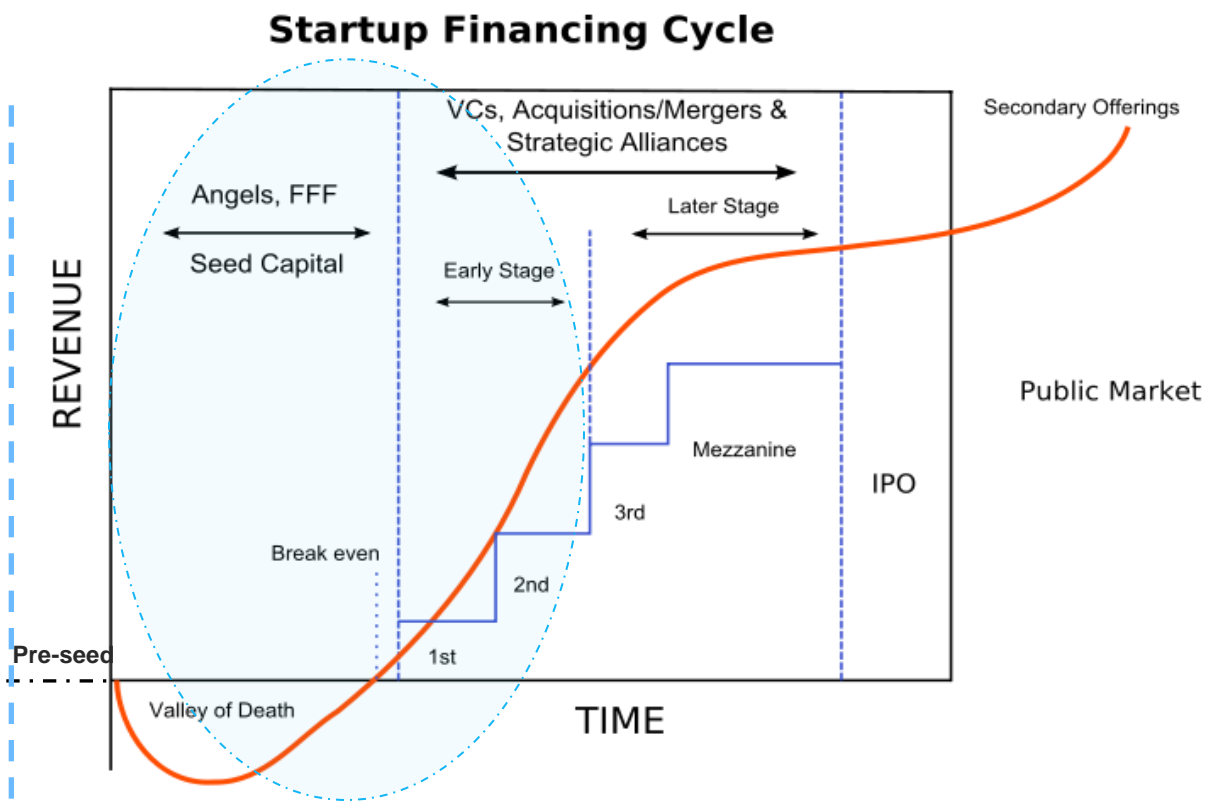 Startup Financing Cycle
VCs, Acquisitions/Mergers &
Strategic Alliances
Secondary Offerings
Angels, FFF
Later Stage
Seed Capital
Early Stage
REVENUE
Public Market
Mezzanine
IPO
3rd
Break even
2nd
Pre-seed
1st
Valley of Death
TIME